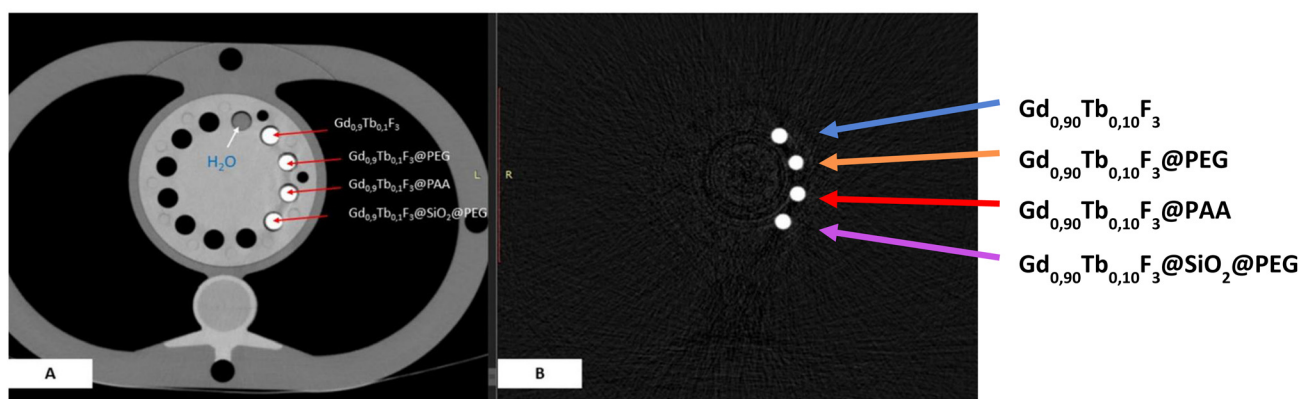 Gd₀,₉Tb₀,₁F₃
H₂O
Gd₀,₉Tb₀,₁F₃@PEG
Gd₀,₉Tb₀,₁F₃@PAA
Gd₀,₉Tb₀,₁F₃@SiO₂@PEG
L
R
A
B
Gd₀,₉₀Tb₀,₁₀F₃
Gd₀,₉₀Tb₀,₁₀F₃@PEG
Gd₀,₉₀Tb₀,₁₀F₃@PAA
Gd₀,₉₀Tb₀,₁₀F₃@SiO₂@PEG